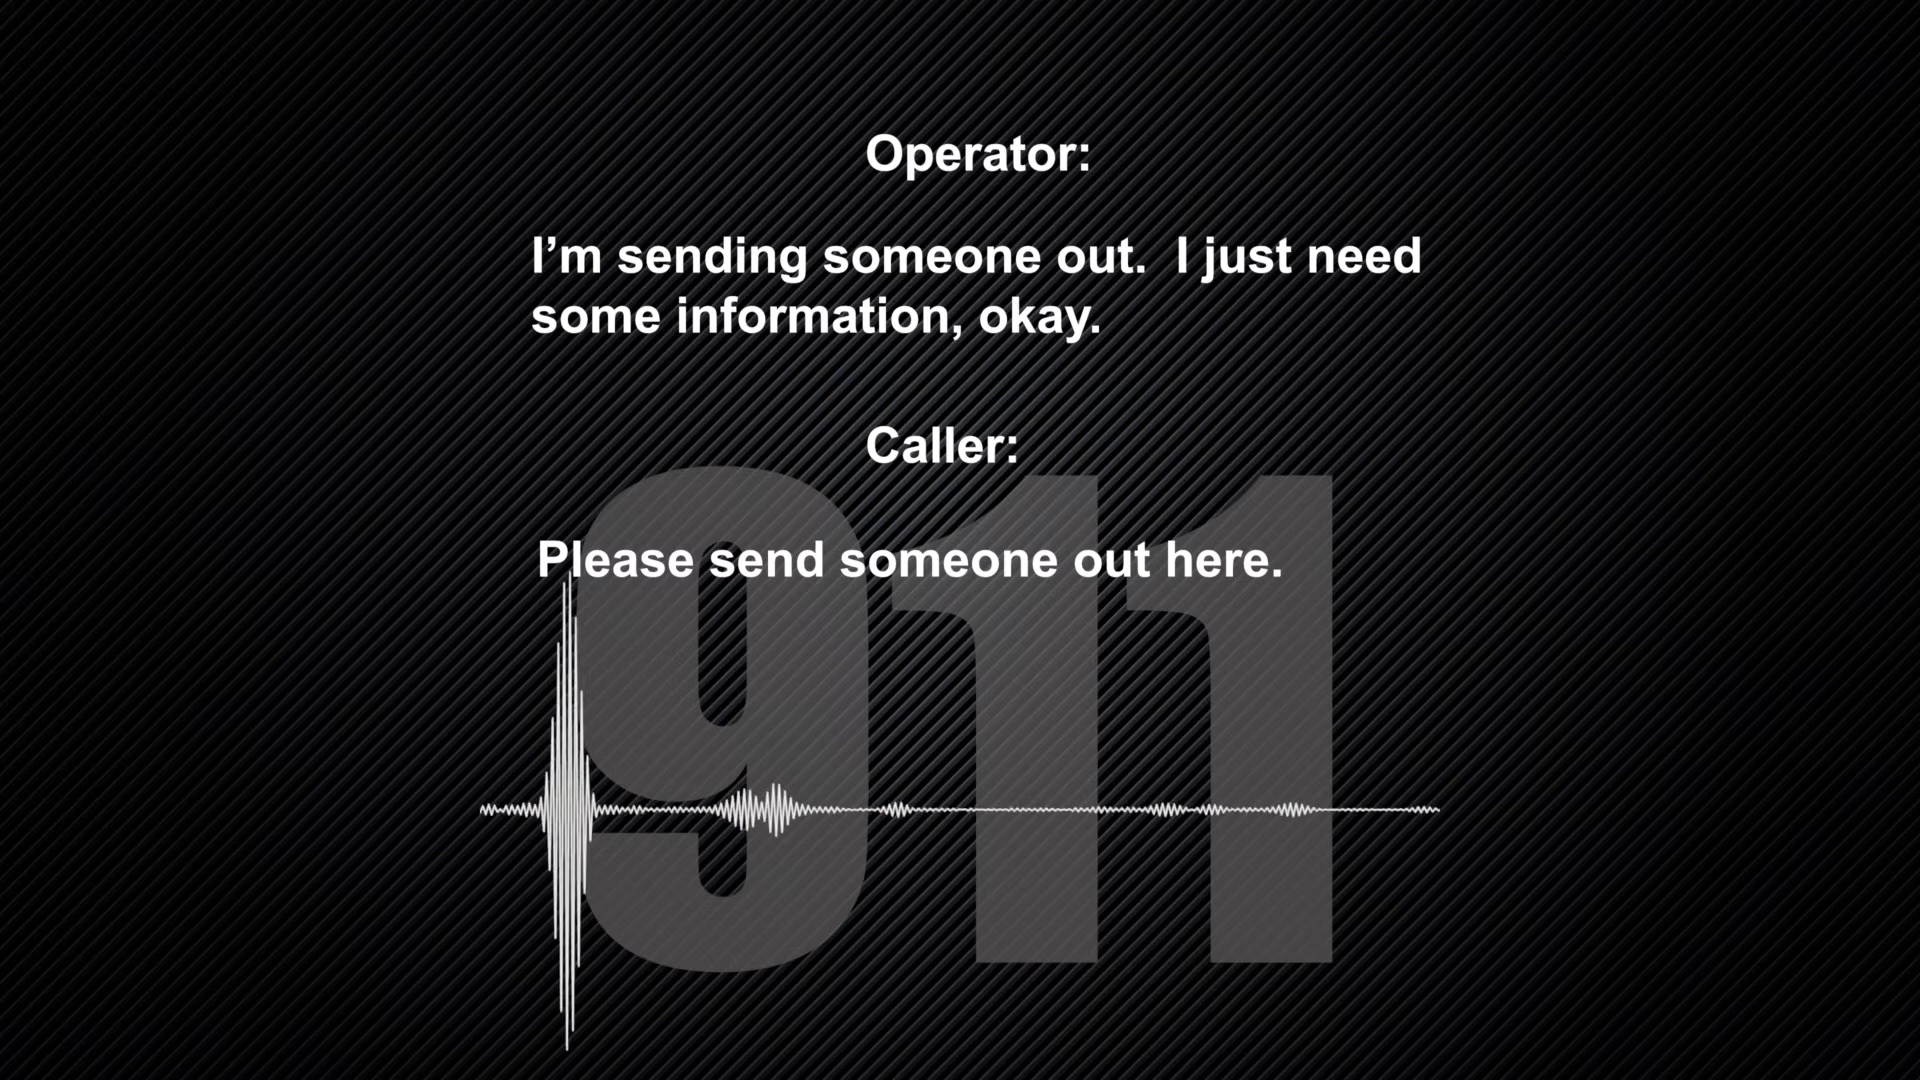 Operator:
I’m sending someone out.  I just need
some information, okay.
Caller:
Please send someone out here.
911